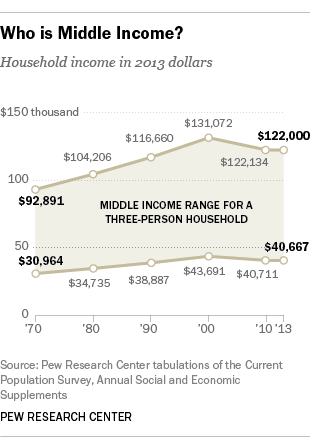 Who is Middle Income?
Household income in 2013 dollars
$150 thousand
$131,072
$116,660
$122,000
$104,206
$122,134
100
$92,891
MIDDLE INCOME RANGE FOR A
THREE-PERSON HOUSEHOLD
50
$40,667
$30,964
$34,735
$38,887
$43,691
$40,711
0
'70
'80
'90
'00
'10
'13
Source: Pew Research Center tabulations of the Current
Population Survey, Annual Social and Economic
Supplements
PEW RESEARCH CENTER